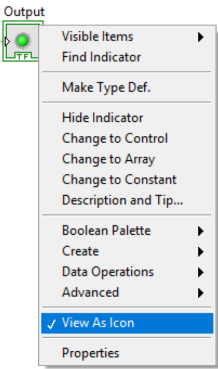 Output
TF
Visible Items
Find Indicator
Make Type Def.
Hide Indicator
Change to Control
Change to Array
Change to Constant
Description and Tip...
Boolean Palette
Create
Data Operations
Advanced
View As Icon
Properties